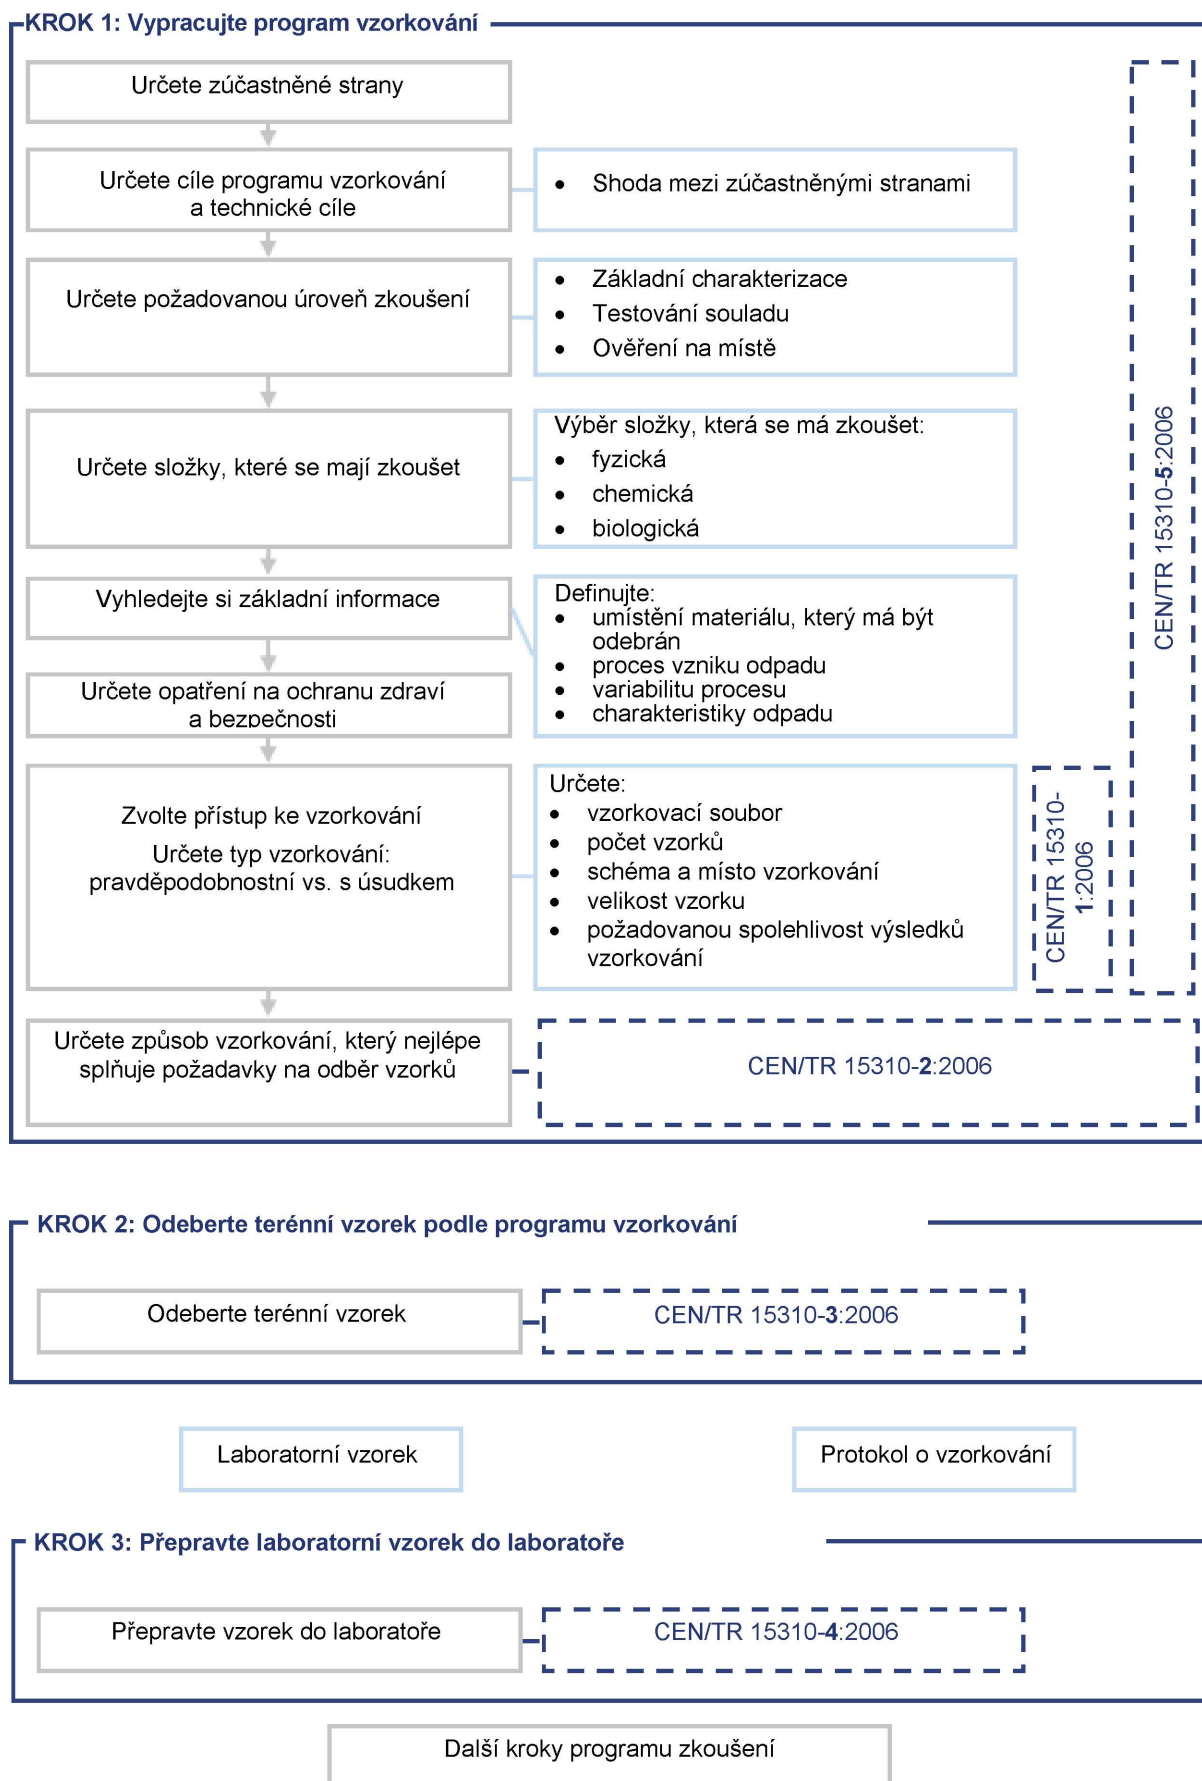 KROK 1: Vypracujte program vzorkování
Určete zúčastněné strany
Určete cíle programu vzorkování
a technické cíle
• Shoda mezi zúčastněnými stranami
Určete požadovanou úroveň zkoušení
• Základní charakterizace
• Testování souladu
• Ověření na místě
Určete složky, které se mají zkoušet
Výběr složky, která se má zkoušet:
• fyzická
• chemická
• biologická
Vyhledejte si základní informace
Definujte:
• umístění materiálu, který má být
odebrán
• proces vzniku odpadu
• variabilitu procesu
• charakteristiky odpadu
Určete opatření na ochranu zdraví
a bezpečnosti
Zvolte přístup ke vzorkování
Určete typ vzorkování:
pravděpodobnostní vs. s úsudkem
Určete:
• vzorkovací soubor
• počet vzorků
• schéma a místo vzorkování
• velikost vzorku
• požadovanou spolehlivost výsledků
vzorkování
CEN/TR 15310-
1:2006
CEN/TR 15310-5:2006
Určete způsob vzorkování, který nejlépe
splňuje požadavky na odběr vzorků
CEN/TR 15310-2:2006
KROK 2: Odeberte terénní vzorek podle programu vzorkování
Odeberte terénní vzorek
CEN/TR 15310-3:2006
Laboratorní vzorek
Protokol o vzorkování
KROK 3: Přepravte laboratorní vzorek do laboratoře
Přepravte vzorek do laboratoře
CEN/TR 15310-4:2006
Další kroky programu zkoušení